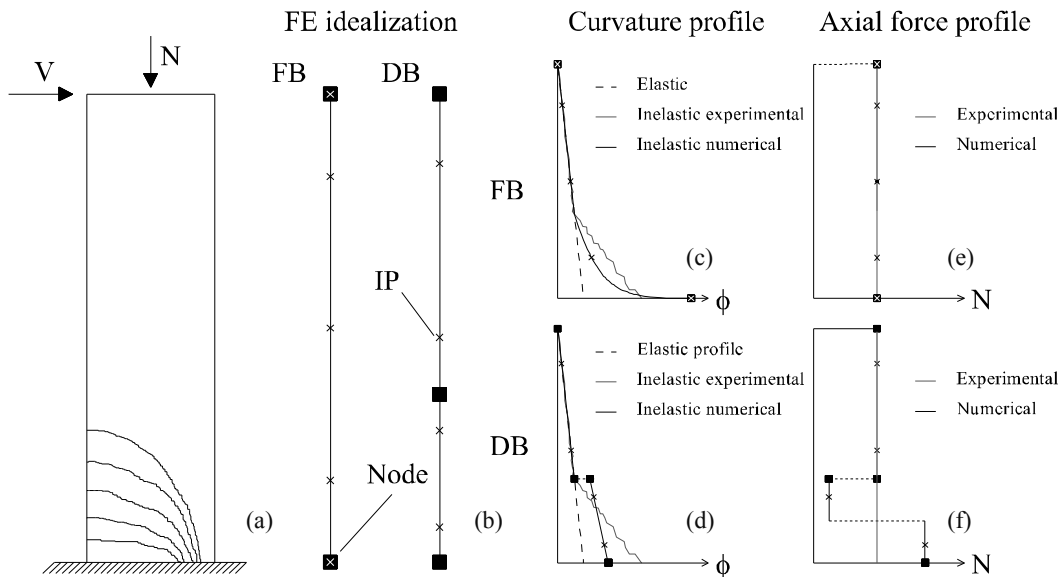 FE idealization
Curvature profile
Axial force profile
V
N
FB
DB
Elastic
Inelastic experimental
Inelastic numerical
Experimental
Numerical
FB
(c)
(e)
IP
ϕ
N
Elastic profile
Inelastic experimental
Inelastic numerical
Experimental
Numerical
DB
Node
(a)
(b)
(d)
(f)
ϕ
N